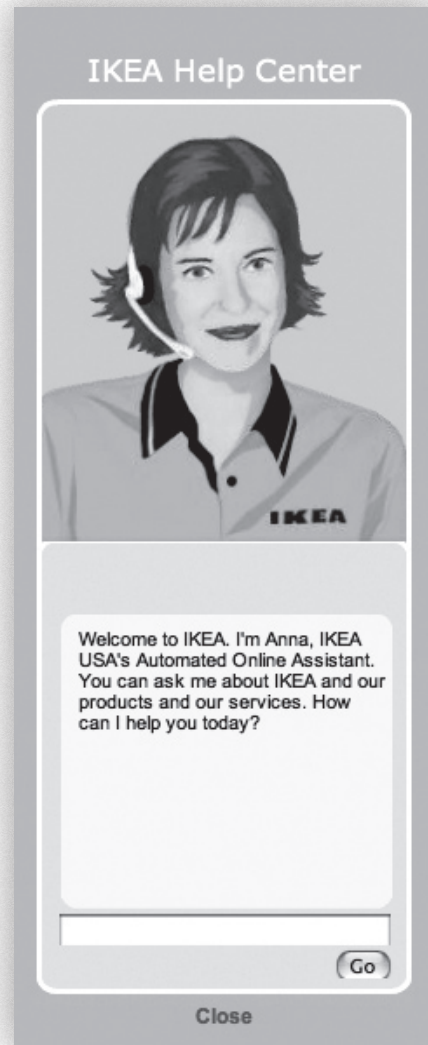 IKEA Help Center
IKEA
Welcome to IKEA. I'm Anna, IKEA
USA's Automated Online Assistant.
You can ask me about IKEA and our
products and our services. How
can I help you today?
Go
Close